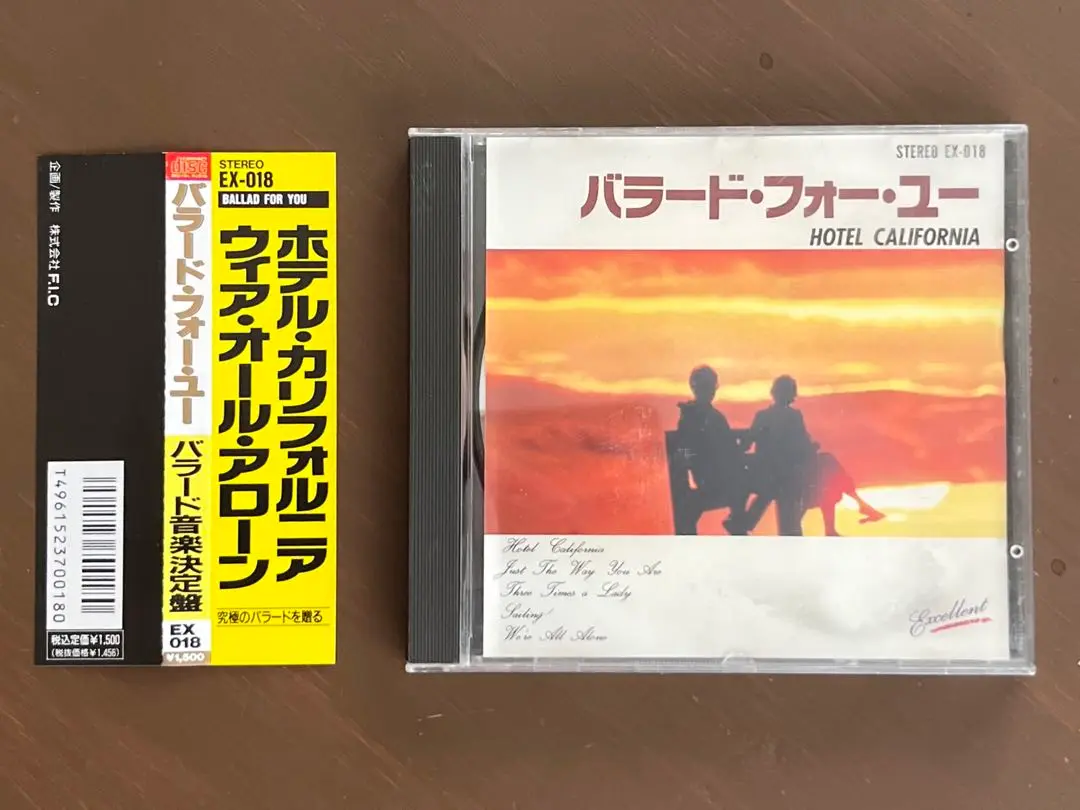 企画/製作 株式会社 F.I.C
T4961523700180
税込定価¥1,500
(税抜価格¥1,456)
disc
DIGITAL AUDIO
バラード・フォー・ユー
バラード音楽決定盤
EX
018
¥1,500
STEREO
EX-018
BALLAD FOR YOU
ホテル・カリフォルニア
ウィア・オール・アローン
究極のバラードを贈る
STEREO EX-018
バラード・フォー・ユー
HOTEL CALIFORNIA
Hotel California
Just The Way You Are
Three Times a Lady
Sailing
We're All Alone
Excellent